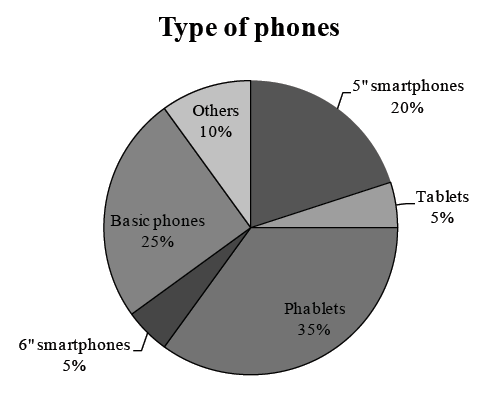 Type of phones
5" smartphones
20%
Tablets
5%
Phablets
35%
6" smartphones
5%
Basic phones
25%
Others
10%